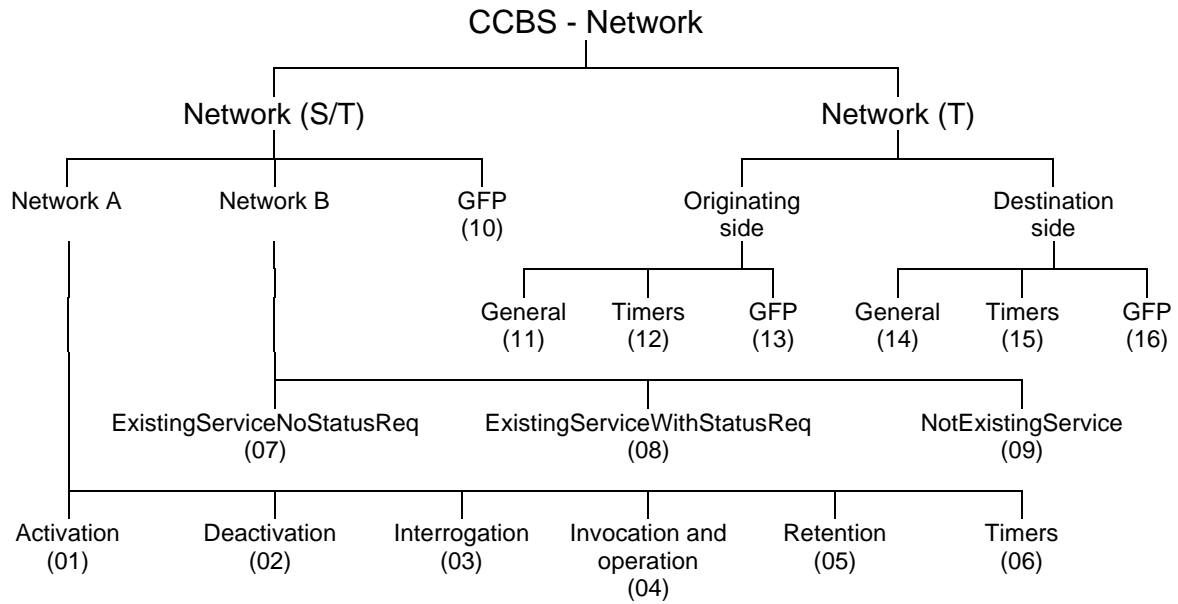 CCBS - Network
Network (S/T)
Network (T)
Network A
Network B
GFP
(10)
Originating
side
Destination
side
General
(11)
Timers
(12)
GFP
(13)
General
(14)
Timers
(15)
GFP
(16)
ExistingServiceNoStatusReq
(07)
ExistingServiceWithStatusReq
(08)
NotExistingService
(09)
Activation
(01)
Deactivation
(02)
Interrogation
(03)
Invocation and
operation
(04)
Retention
(05)
Timers
(06)